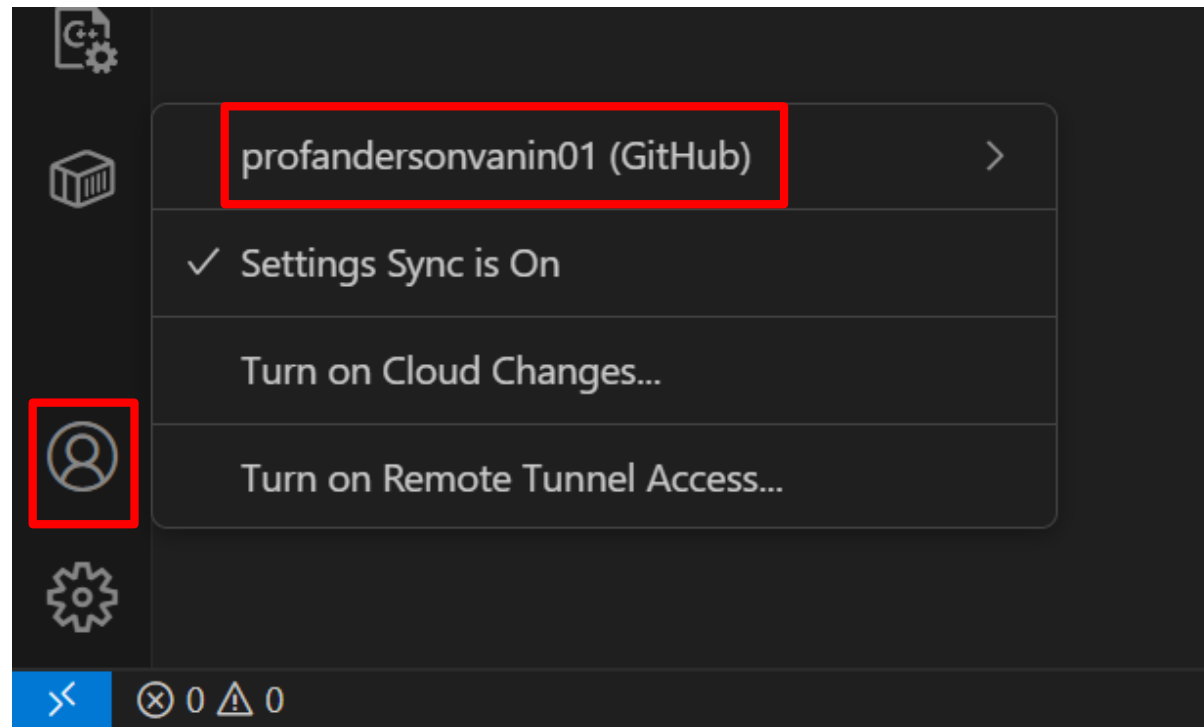 C++
profandersonvanin01 (GitHub)
Settings Sync is On
Turn on Cloud Changes...
Turn on Remote Tunnel Access...
0 0